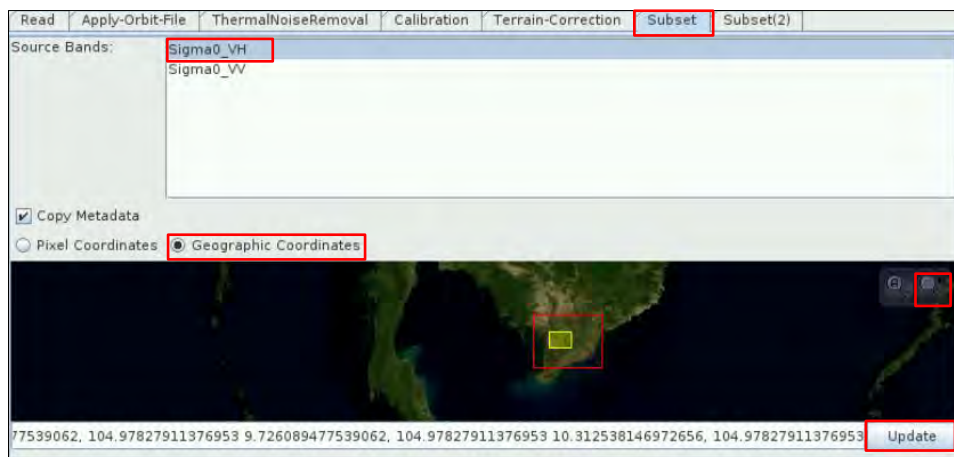 Read Apply-Orbit-File ThermalNoiseRemoval Calibration Terrain-Correction Subset Subset(2)
Source Bands: Sigma0_VH
Sigma0_VV
Copy Metadata
Pixel Coordinates Geographic Coordinates
77539062, 104.97827911376953 9.726089477539062, 104.97827911376953 10.312538146972656, 104.97827911376953 Update